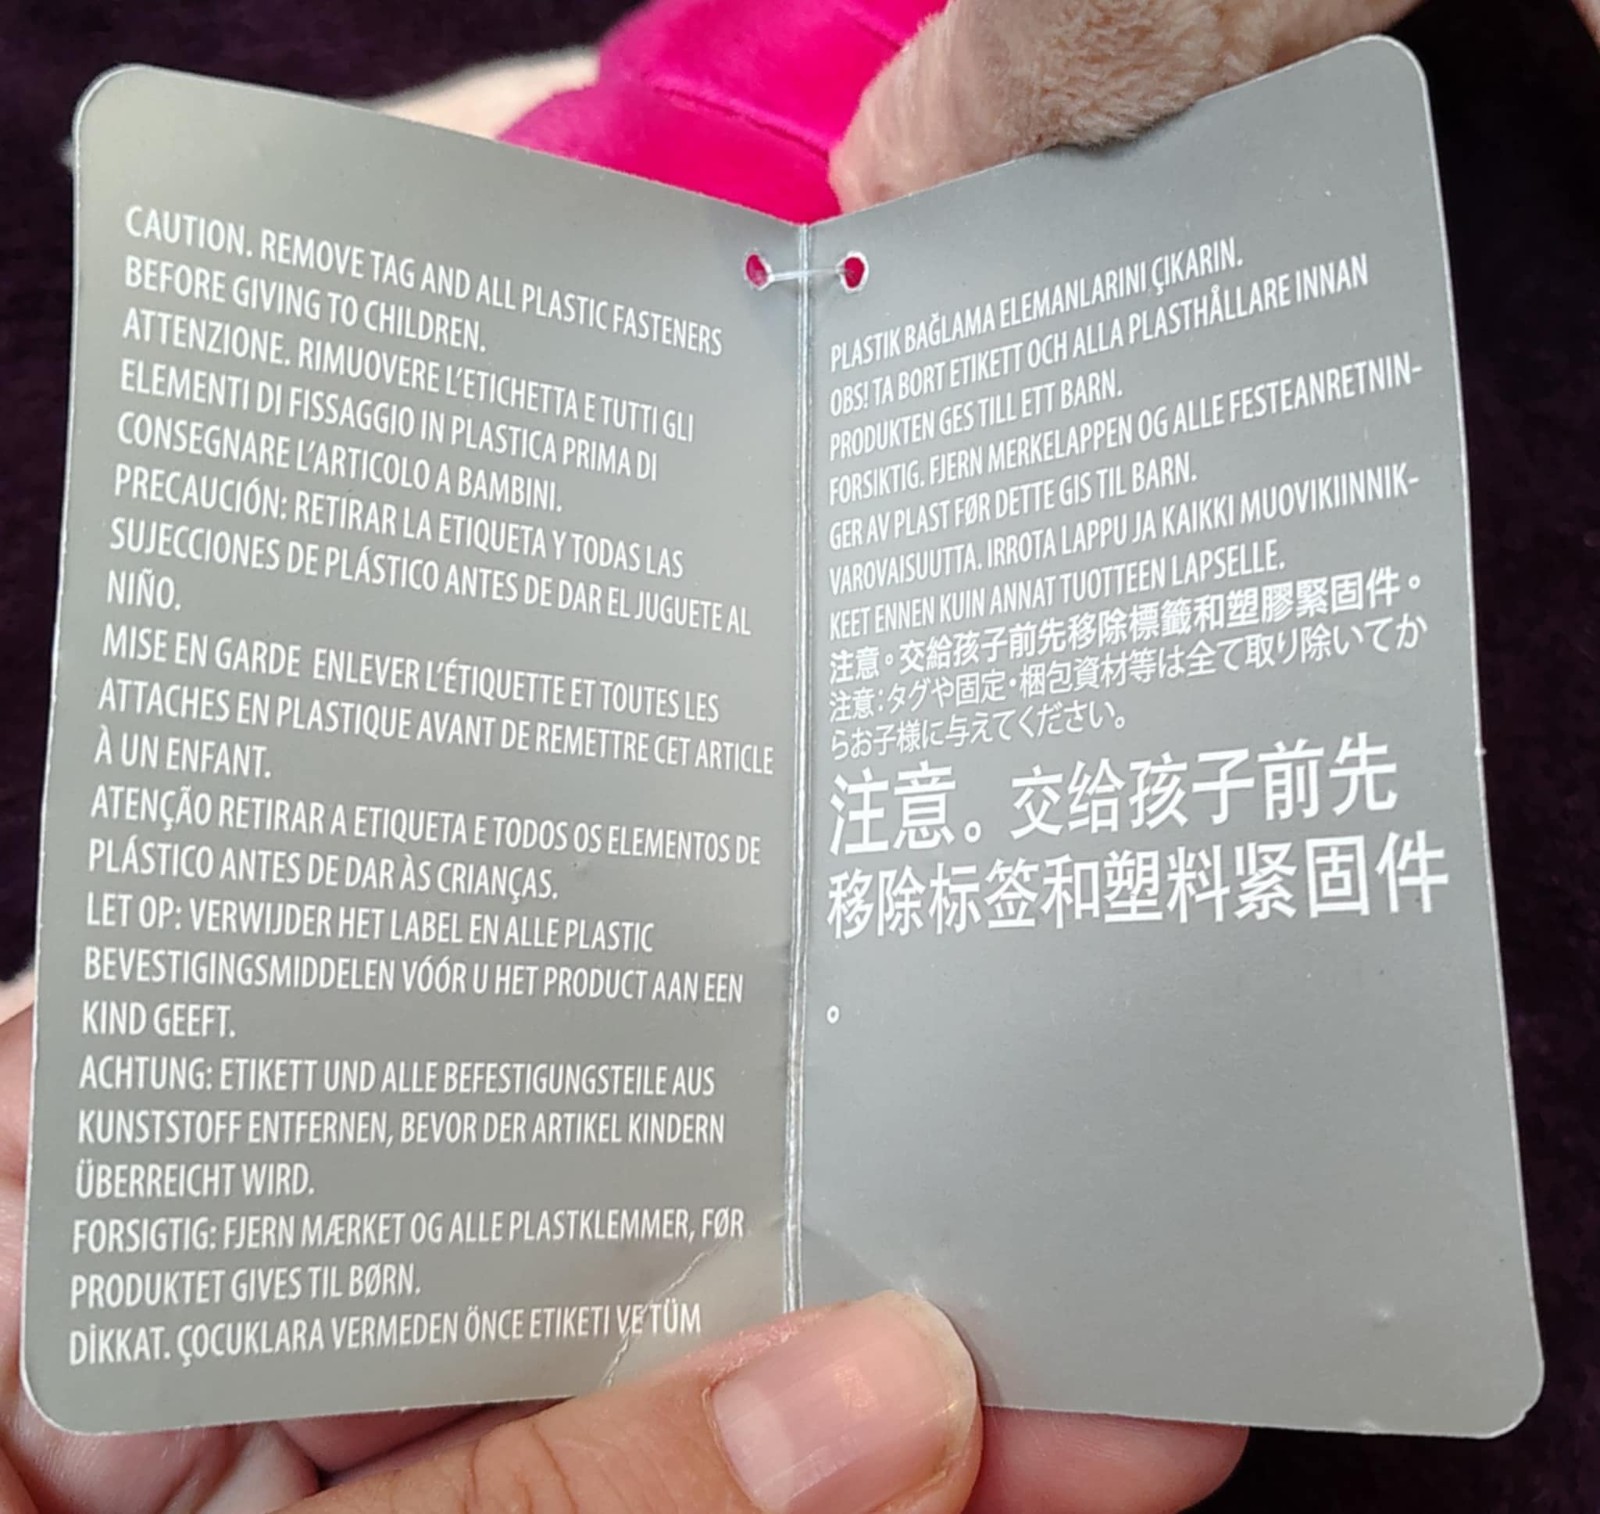 CAUTION. REMOVE TAG AND ALL PLASTIC FASTENERS
BEFORE GIVING TO CHILDREN.
ATTENZIONE. RIMUOVERE L'ETICHETTA E TUTTI GLI
ELEMENTI DI FISSAGGIO IN PLASTICA PRIMA DI
CONSEGNARE L'ARTICOLO A BAMBINI.
PRECAUCIÓN: RETIRAR LA ETIQUETA Y TODAS LAS
SUJECCIONES DE PLÁSTICO ANTES DE DAR EL JUGUETE AL
NIÑO.
MISE EN GARDE ENLEVER L'ÉTIQUETTE ET TOUTES LES
ATTACHES EN PLASTIQUE AVANT DE REMETTRE CET ARTICLE
À UN ENFANT.
ATENÇÃO RETIRAR A ETIQUETA E TODOS OS ELEMENTOS DE
PLÁSTICO ANTES DE DAR ÀS CRIANÇAS.
LET OP: VERWIJDER HET LABEL EN ALLE PLASTIC
BEVESTIGINGSMIDDELEN VÓÓR U HET PRODUCT AAN EEN
KIND GEEFT.
ACHTUNG: ETIKETT UND ALLE BEFESTIGUNGSTEILE AUS
KUNSTSTOFF ENTFERNEN, BEVOR DER ARTIKEL KINDERN
ÜBERREICHT WIRD.
FORSIGTIG: FJERN MÆRKET OG ALLE PLASTKLEMMER, FØR
PRODUKTET GIVES TIL BØRN.
DİKKAT. ÇOCUKLARA VERMEDEN ÖNCE ETIKETI VE TÜM
PLASTIK BAĞLAMA ELEMANLARINI ÇIKARIN.
OBS! TA BORT ETIKETT OCH ALLA PLASTHÅLLARE INNAN
PRODUKTEN GES TILL ETT BARN.
FORSIKTIG. FJERN MERKELAPPEN OG ALLE FESTEANRETNIN-
GER AV PLAST FØR DETTE GIS TIL BARN.
VAROVAISUUTTA. IRROTA LAPPU JA KAIKKI MUOVIKIINNIK-
KEET ENNEN KUIN ANNAT TUOTTEEN LAPSELLE.
注意。交給孩子前先移除標籤和塑膠緊固件。
注意：タグや固定・梱包資材等は全て取り除いてか
らお子様に与えてください。
注意。交给孩子前先
移除标签和塑料紧固件
。